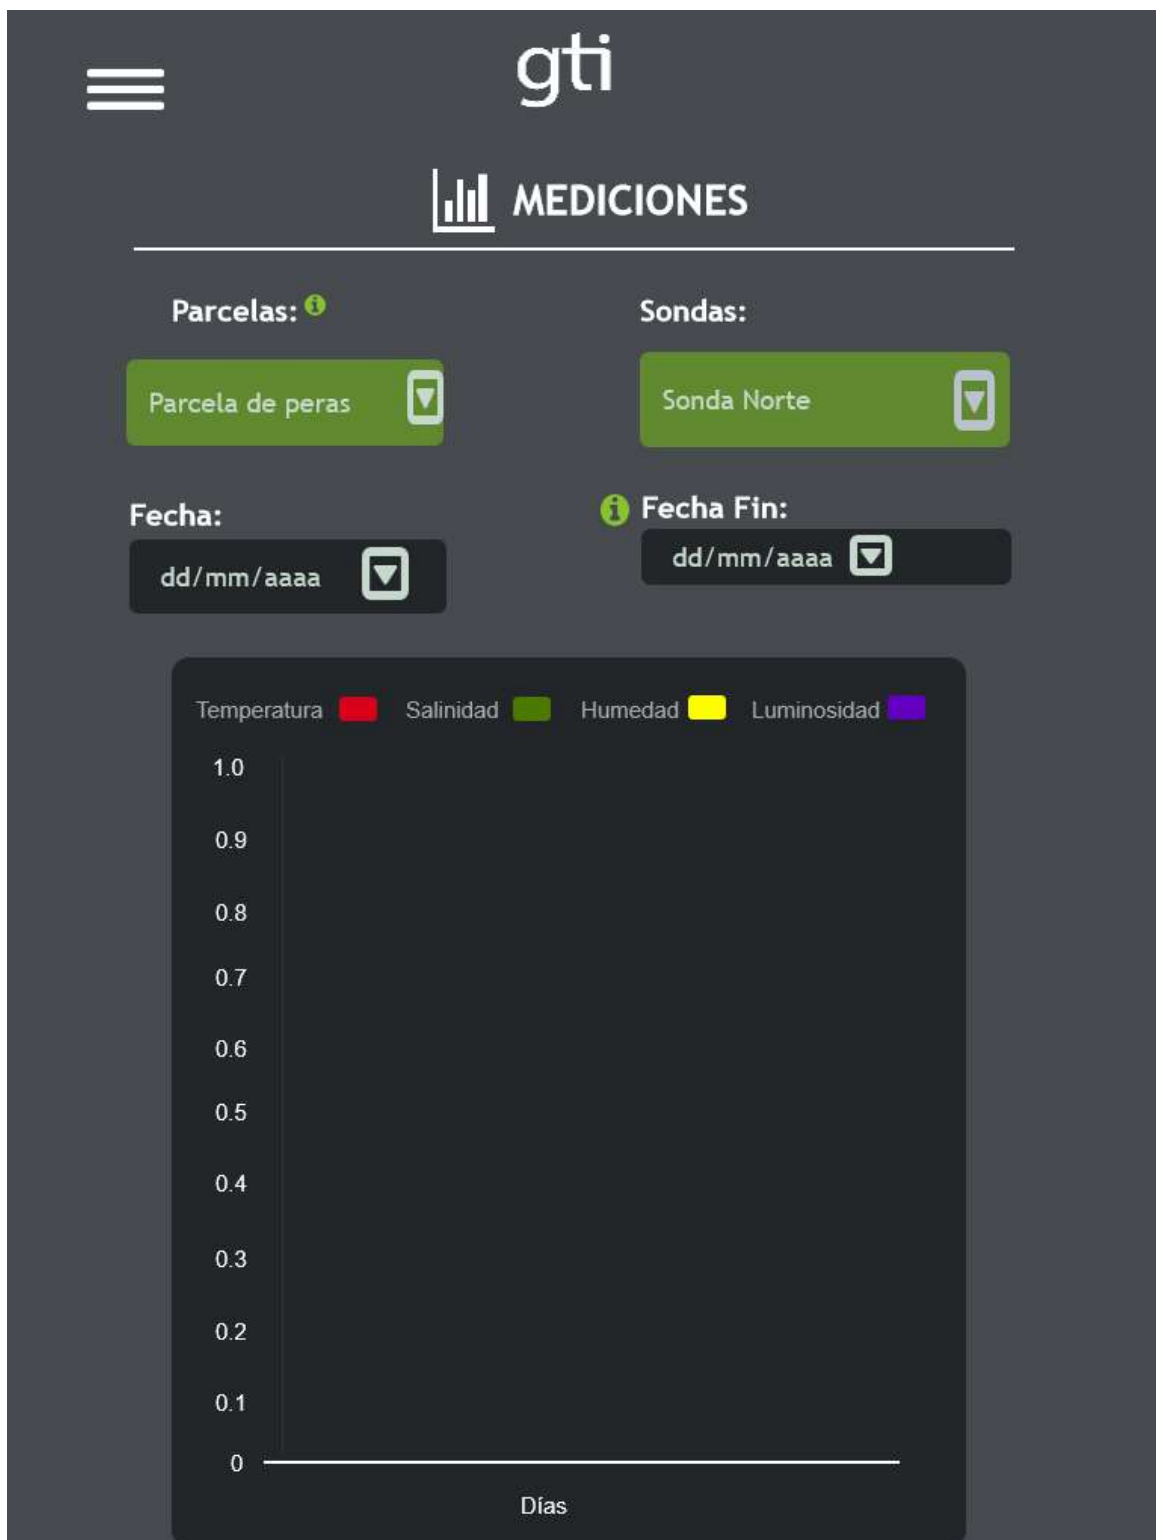 gti
MEDICIONES
Parcelas:
Sondas:
Parcela de peras
Sonda Norte
Fecha:
Fecha Fin:
dd/mm/aaaa
dd/mm/aaaa
Temperatura Salinidad Humedad Luminosidad
1.0
0.9
0.8
0.7
0.6
0.5
0.4
0.3
0.2
0.1
0
Días